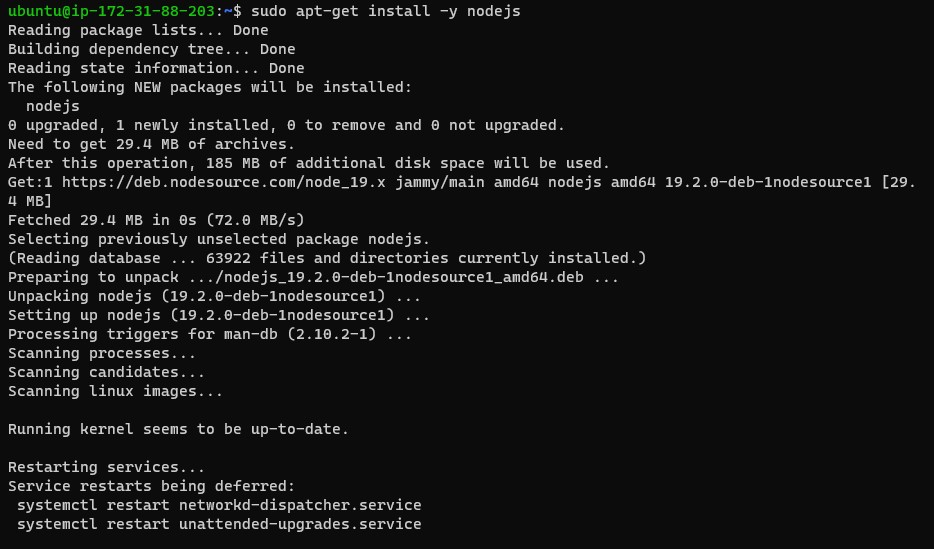 ubuntu@ip-172-31-88-203:~$ sudo apt-get install -y nodejs
Reading package lists... Done
Building dependency tree... Done
Reading state information... Done
The following NEW packages will be installed:
  nodejs
0 upgraded, 1 newly installed, 0 to remove and 0 not upgraded.
Need to get 29.4 MB of archives.
After this operation, 185 MB of additional disk space will be used.
Get:1 https://deb.nodesource.com/node_19.x jammy/main amd64 nodejs amd64 19.2.0-deb-1nodesource1 [29.
4 MB]
Fetched 29.4 MB in 0s (72.0 MB/s)
Selecting previously unselected package nodejs.
(Reading database ... 63922 files and directories currently installed.)
Preparing to unpack .../nodejs_19.2.0-deb-1nodesource1_amd64.deb ...
Unpacking nodejs (19.2.0-deb-1nodesource1) ...
Setting up nodejs (19.2.0-deb-1nodesource1) ...
Processing triggers for man-db (2.10.2-1) ...
Scanning processes...
Scanning candidates...
Scanning linux images...

Running kernel seems to be up-to-date.

Restarting services...
Service restarts being deferred:
 systemctl restart networkd-dispatcher.service
 systemctl restart unattended-upgrades.service